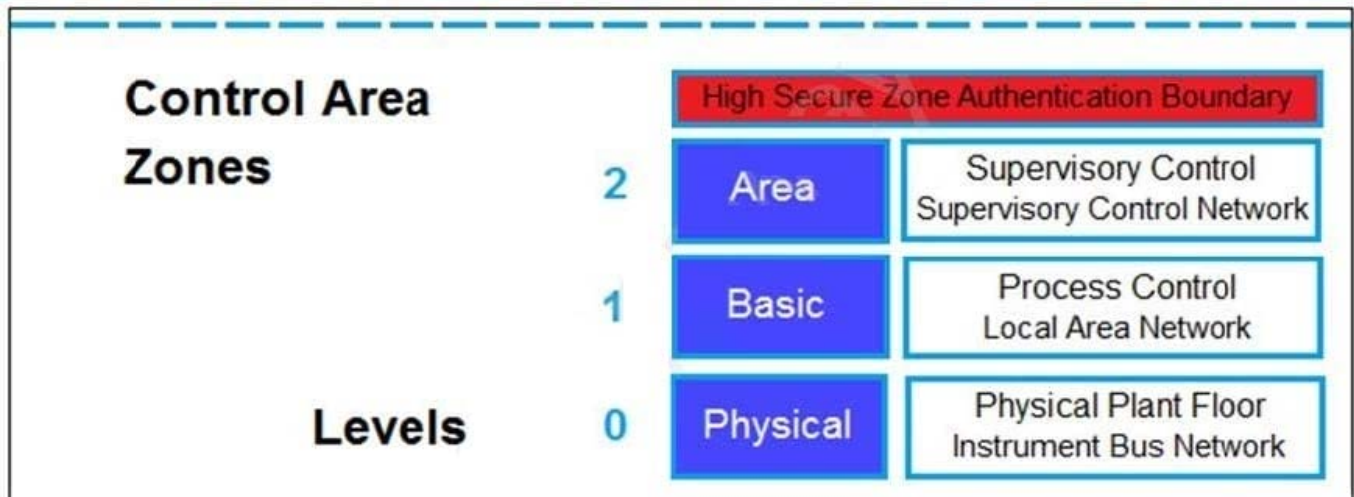 Control Area
Zones
High Secure Zone Authentication Boundary
2
Area
Supervisory Control
Supervisory Control Network
1
Basic
Process Control
Local Area Network
Levels
0
Physical
Physical Plant Floor
Instrument Bus Network